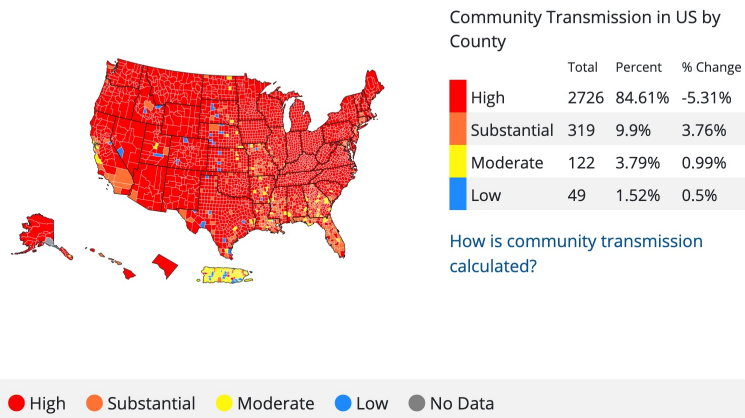 Community Transmission in US by
County
Total Percent % Change
High 2726 84.61% -5.31%
Substantial 319 9.9% 3.76%
Moderate 122 3.79% 0.99%
Low 49 1.52% 0.5%
How is community transmission
calculated?
High Substantial Moderate Low No Data